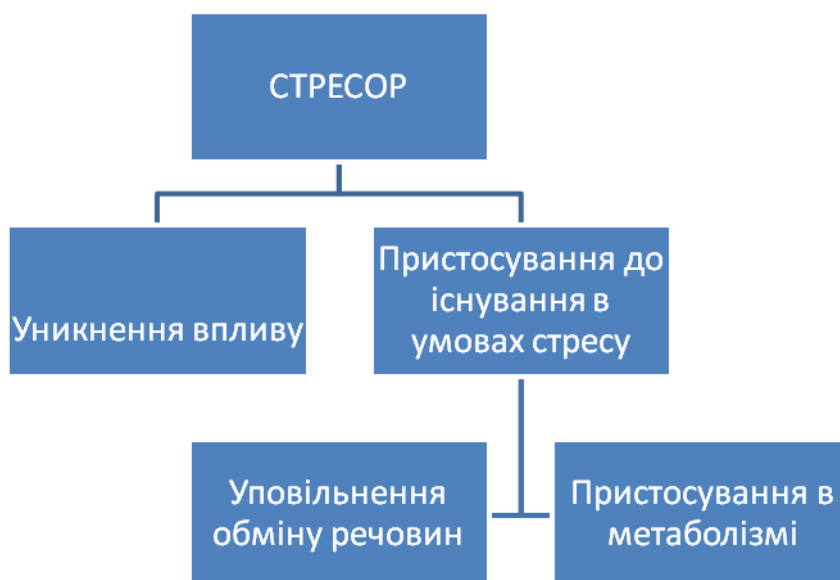 СТРЕСОР
Уникнення впливу
Пристосування до
існування в
умовах стресу
Уповільнення
обміну речовин
Пристосування в
метаболізмі